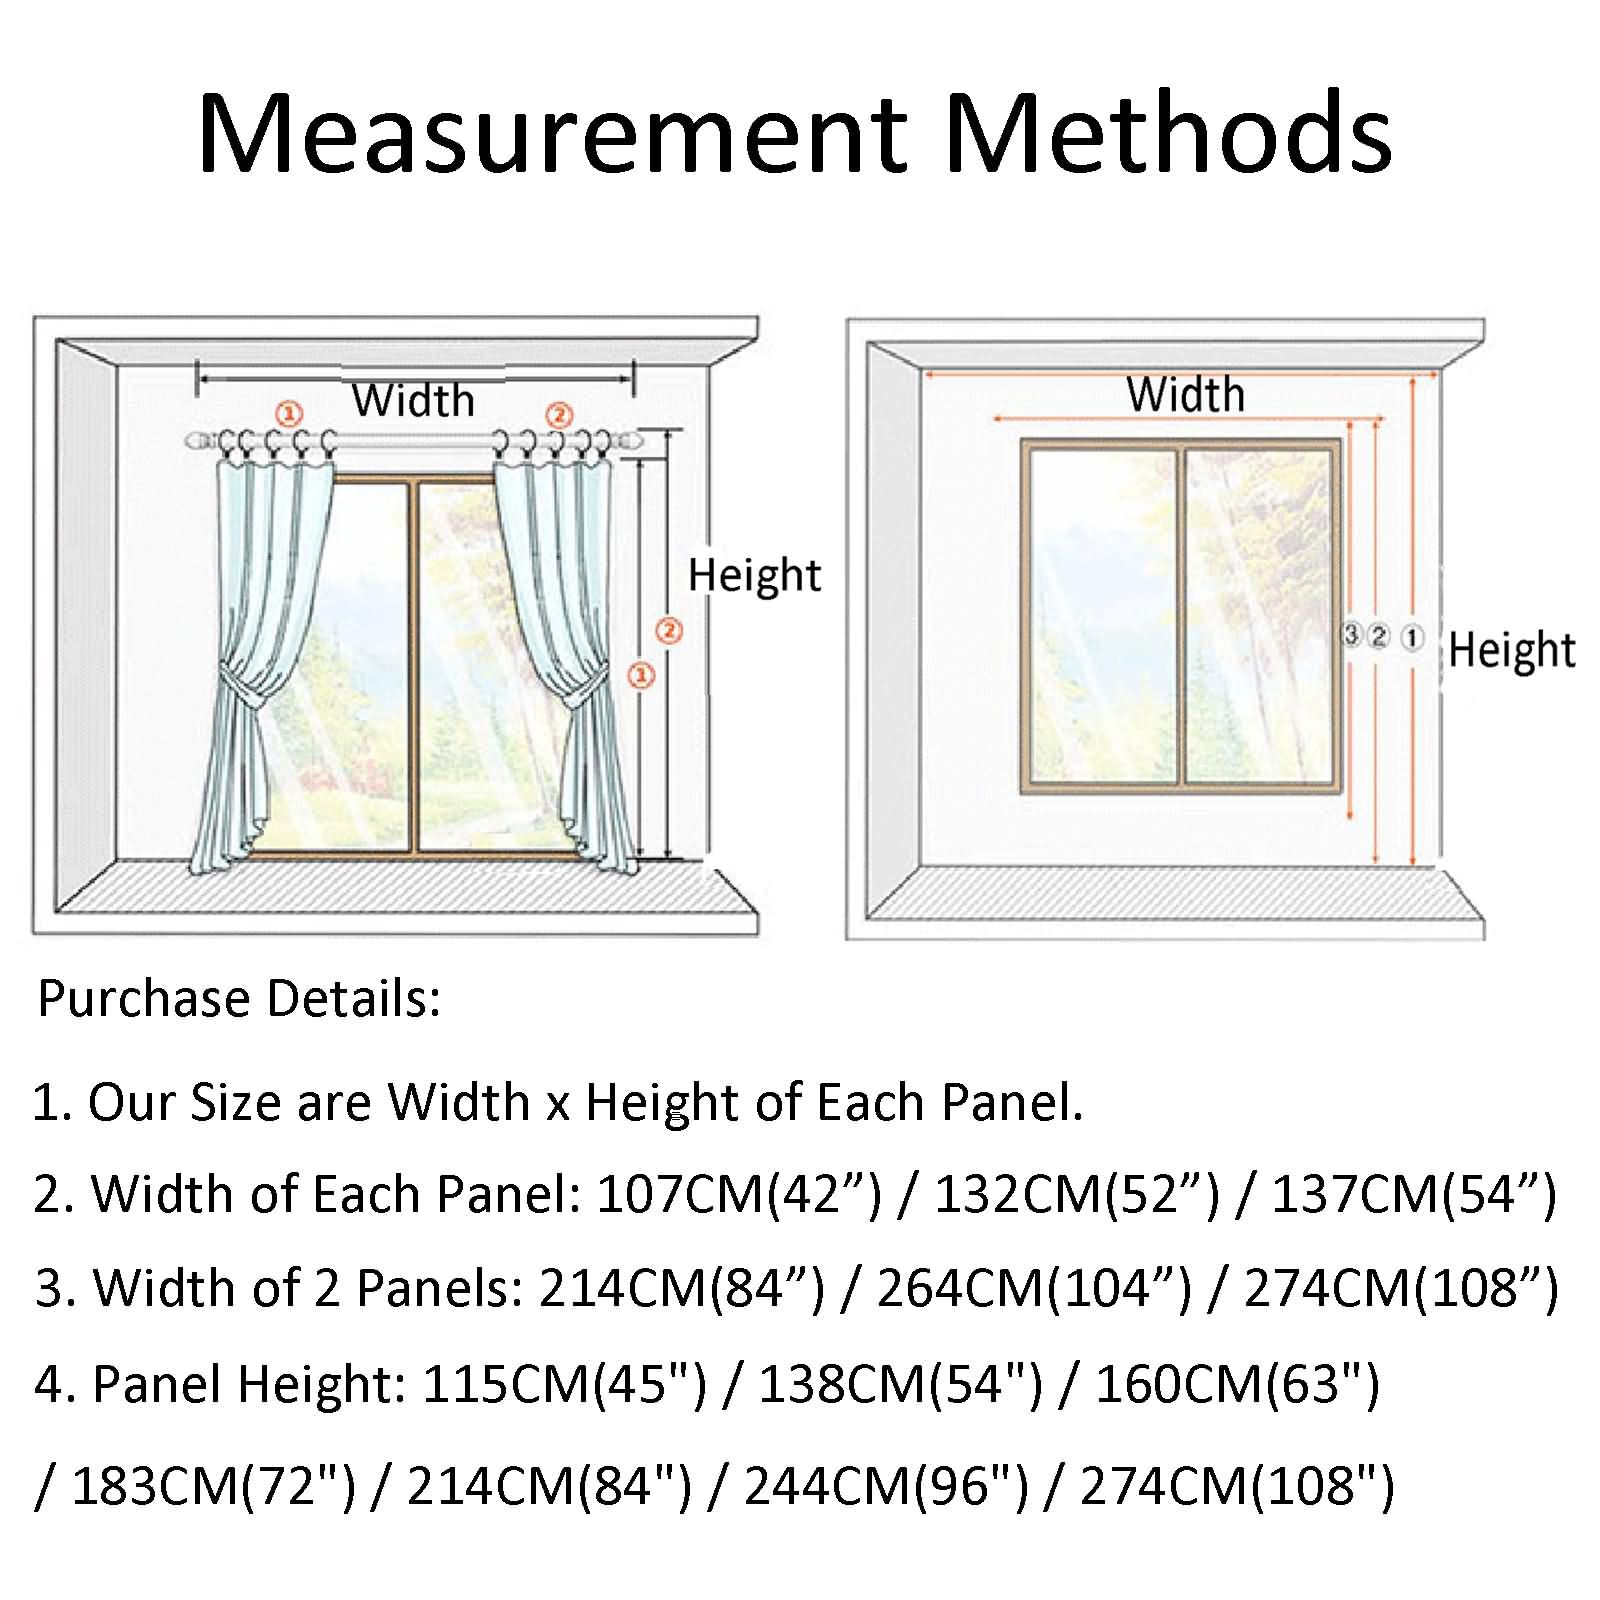 Measurement Methods
Width
① ②
Height
②
①
Width
③ ② ①
Height
Purchase Details:
1. Our Size are Width x Height of Each Panel.
2. Width of Each Panel: 107CM(42”) / 132CM(52”) / 137CM(54”)
3. Width of 2 Panels: 214CM(84”) / 264CM(104”) / 274CM(108”)
4. Panel Height: 115CM(45") / 138CM(54") / 160CM(63")
/ 183CM(72") / 214CM(84") / 244CM(96") / 274CM(108")